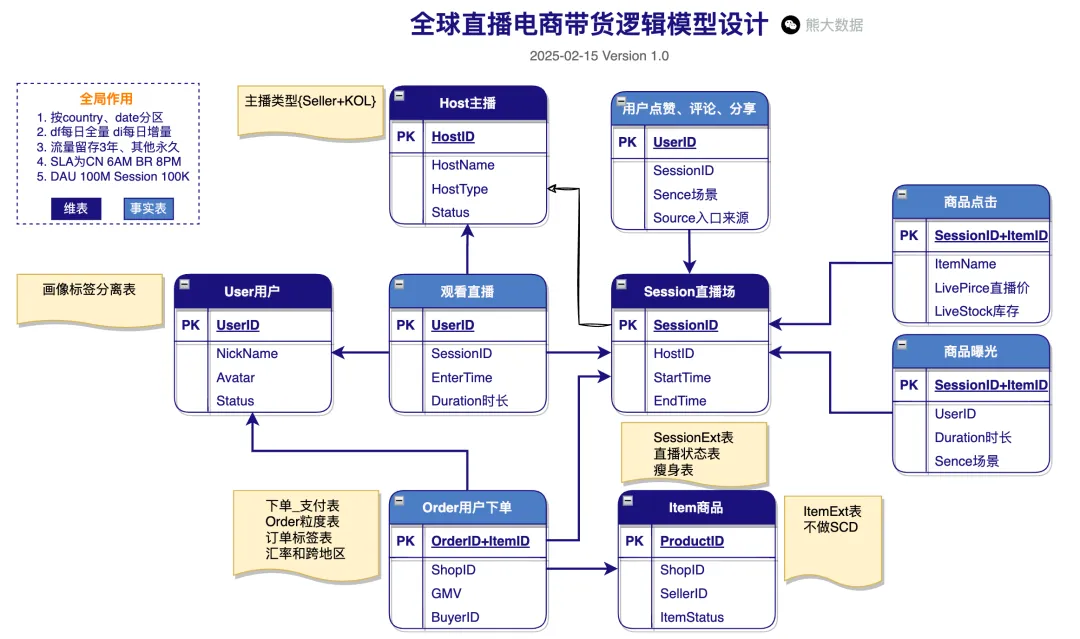 全球直播电商带货逻辑模型设计
熊大数据
2025-02-15 Version 1.0
全局作用
1. 按country、date分区
2. df每日全量 di每日增量
3. 流量留存3年、其他永久
4. SLA为CN 6AM BR 8PM
5. DAU 100M Session 100K
维表
事实表
主播类型{Seller+KOL}
Host主播
PK HostID
HostName
HostType
Status
用户点赞、评论、分享
PK UserID
SessionID
Sence场景
Source入口来源
商品点击
PK SessionID+ItemID
ItemName
LivePirce直播价
LiveStock库存
画像标签分离表
User用户
PK UserID
NickName
Avatar
Status
观看直播
PK UserID
SessionID
EnterTime
Duration时长
Session直播场
PK SessionID
HostID
StartTime
EndTime
商品曝光
PK SessionID+ItemID
UserID
Duration时长
Sence场景
SessionExt表
直播状态表
瘦身表
下单_支付表
Order粒度表
订单标签表
汇率和跨地区
Order用户下单
PK OrderID+ItemID
ShopID
GMV
BuyerID
Item商品
PK ProductID
ShopID
SellerID
ItemStatus
ItemExt表
不做SCD